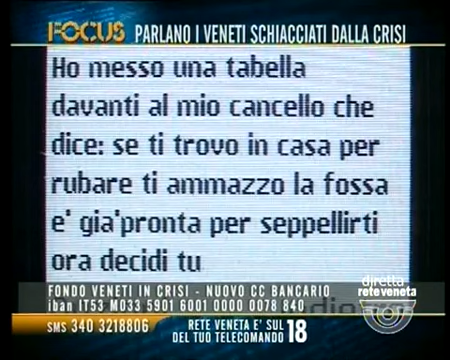 FOCUS PARLANO I VENETI SCHIACCIATI DALLA CRISI
Ho messo una tabella
davanti al mio cancello che
dice: se ti trovo in casa per
rubare ti ammazzo la fossa
e' gia'pronta per seppellirti
ora decidi tu
diretta
reteveneta
FONDO VENETI IN CRISI - NUOVO CC BANCARIO
iban IT53 M033 5901 6001 0000 0078 840
SMS 340 3218806
RETE VENETA E' SUL
DEL TUO TELECOMANDO 18